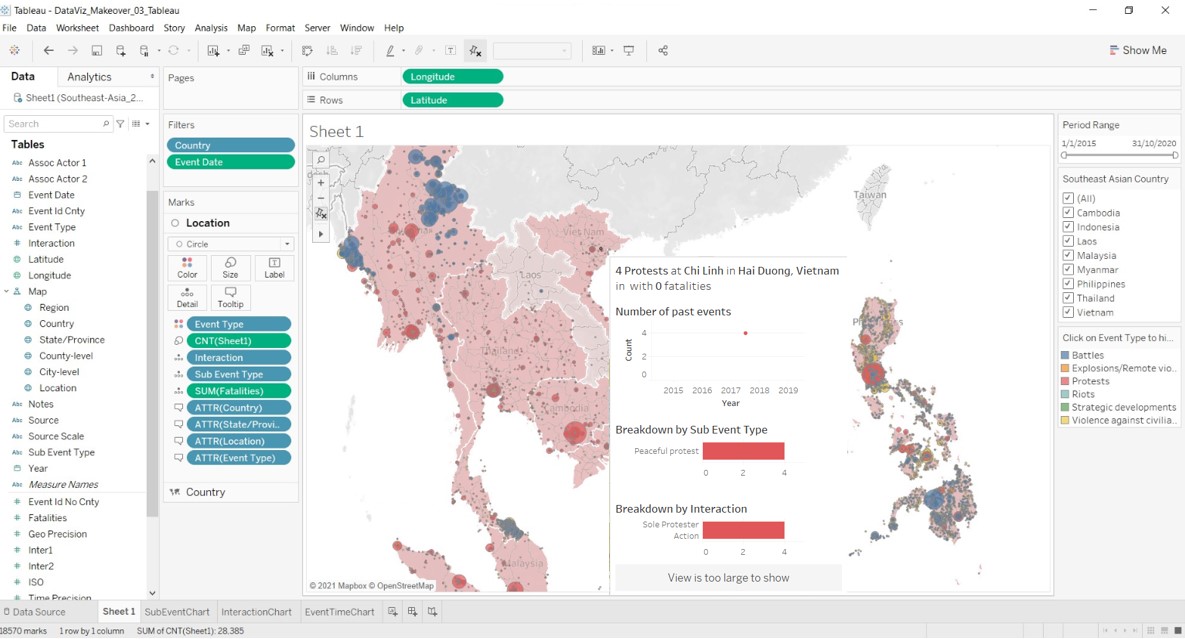 Tableau - DataViz_Makeover_03_Tableau
File Data Worksheet Dashboard Story Analysis Map Format Server Window Help
Show Me
Data Analytics
Sheet1 (Southeast-Asia_2...
Search
Tables
Abc Assoc Actor 1
Abc Assoc Actor 2
Event Date
Abc Event Id Cnty
Abc Event Type
Abc Interaction
Latitude
Longitude
Map
Region
Country
State/Province
County-level
City-level
Location
Abc Notes
Abc Source
Abc Source Scale
Abc Sub Event Type
Year
Abc Measure Names
# Event Id No Cnty
# Fatalities
# Geo Precision
# Inter1
# Inter2
# ISO
# Time Precision
Pages
Filters
Country
Event Date
Marks
Location
Circle
Color Size Label
Detail Tooltip
Event Type
CNT(Sheet1)
Interaction
Sub Event Type
SUM(Fatalities)
ATTR(Country)
ATTR(State/Provi..
ATTR(Location)
ATTR(Event Type)
Country
Columns Longitude
Rows Latitude
Sheet 1
Taiwan
Viet Nam
Laos
Thailand
Cambodia
Malaysia
© 2021 Mapbox © OpenStreetMap
4 Protests at Chi Linh in Hai Duong, Vietnam
in with 0 fatalities
Number of past events
Count
4
2
0
2015 2016 2017 2018 2019
Year
Breakdown by Sub Event Type
Peaceful protest
0 2 4
Breakdown by Interaction
Sole Protester
Action
0 2 4
View is too large to show
Period Range
1/1/2015 31/10/2020
Southeast Asian Country
(All)
Cambodia
Indonesia
Laos
Malaysia
Myanmar
Philippines
Thailand
Vietnam
Click on Event Type to hi...
Battles
Explosions/Remote vio..
Protests
Riots
Strategic developments
Violence against civilia..
Data Source Sheet 1 SubEventChart InteractionChart EventTimeChart
18570 marks 1 row by 1 column SUM of CNT(Sheet1): 28.385